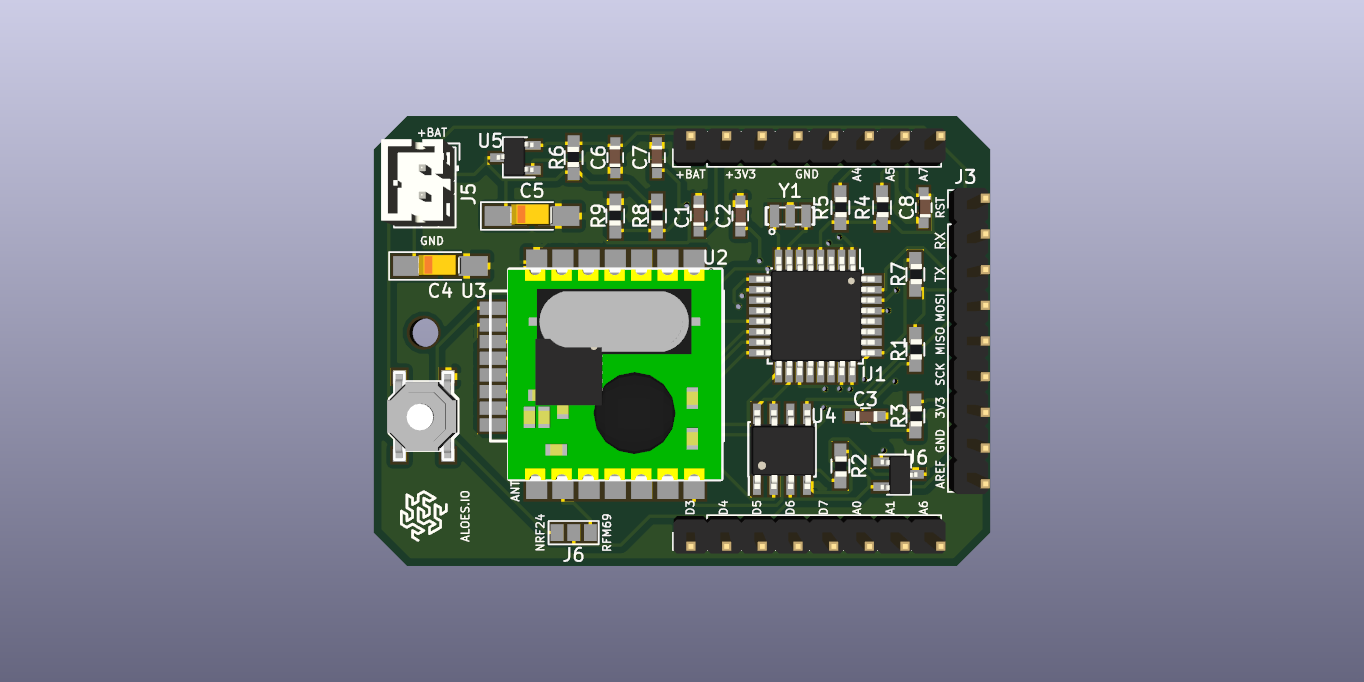 +BAT
U5
R6
C6
C7
J5
C5
GND
C4
U3
R9
R8
C1
C2
+BAT
+3V3
GND
A4
A5
A7
Y1
R5
R4
C8
J3
RST
RX
TX
MOSI
MISO
SCK
3V3
GND
AREF
U2
R7
R1
R3
U1
C3
U4
R2
U6
ANT
D3
D4
D5
D6
D7
A0
A1
A6
ALOES.IO
NRF24
RFM69
J6